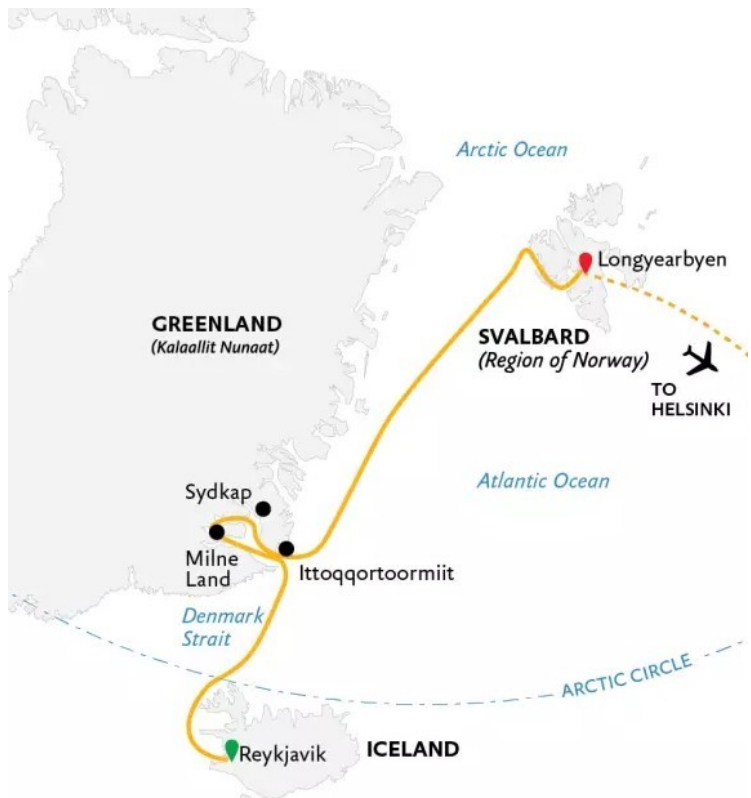 Arctic Ocean
Longyearbyen
GREENLAND
(Kalaallit Nunaat)
SVALBARD
(Region of Norway)
TO
HELSINKI
Sydkap
Atlantic Ocean
Milne
Land
Ittoqqortoormiit
Denmark
Strait
ARCTIC CIRCLE
Reykjavik
ICELAND